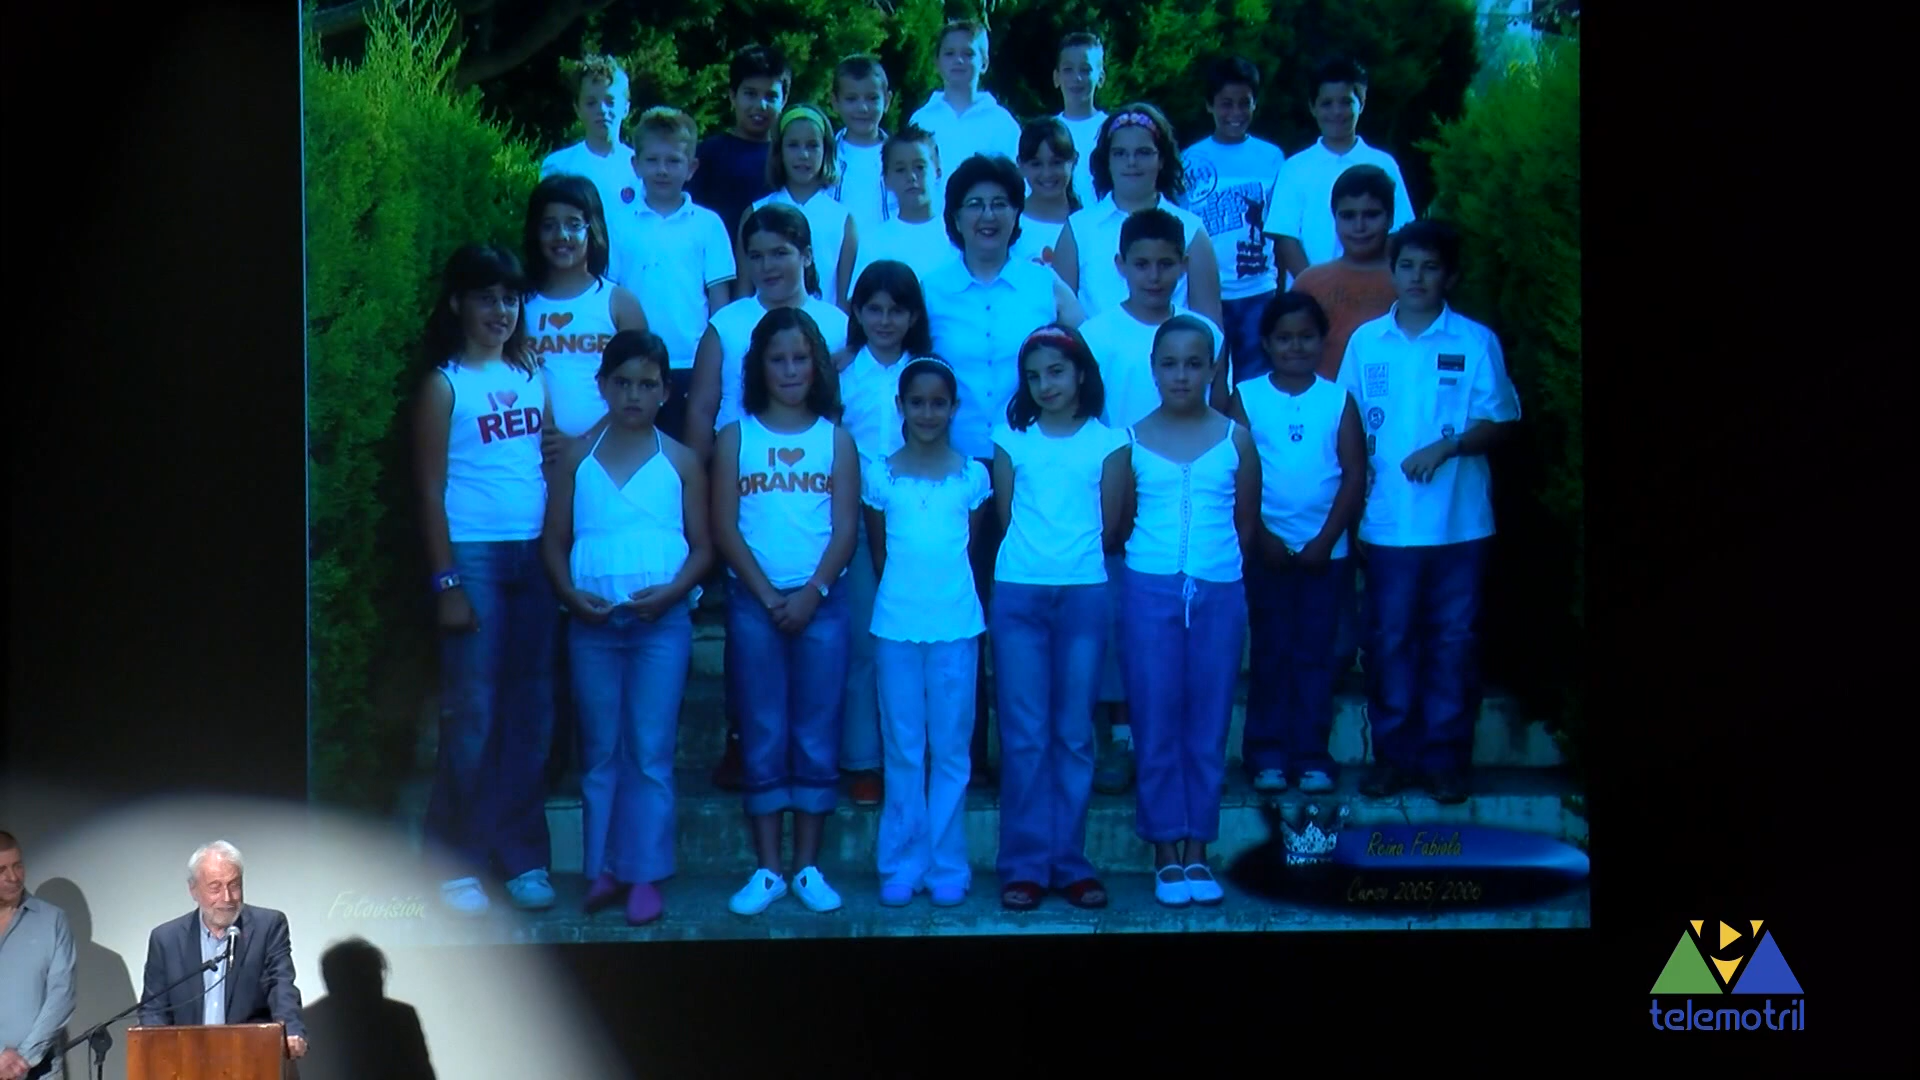 I ♥
RANGE
I ♥
RED
I ♥
ORANGE
Reina Fabiola
Curso 2005/2006
Fotovisión
telemotril